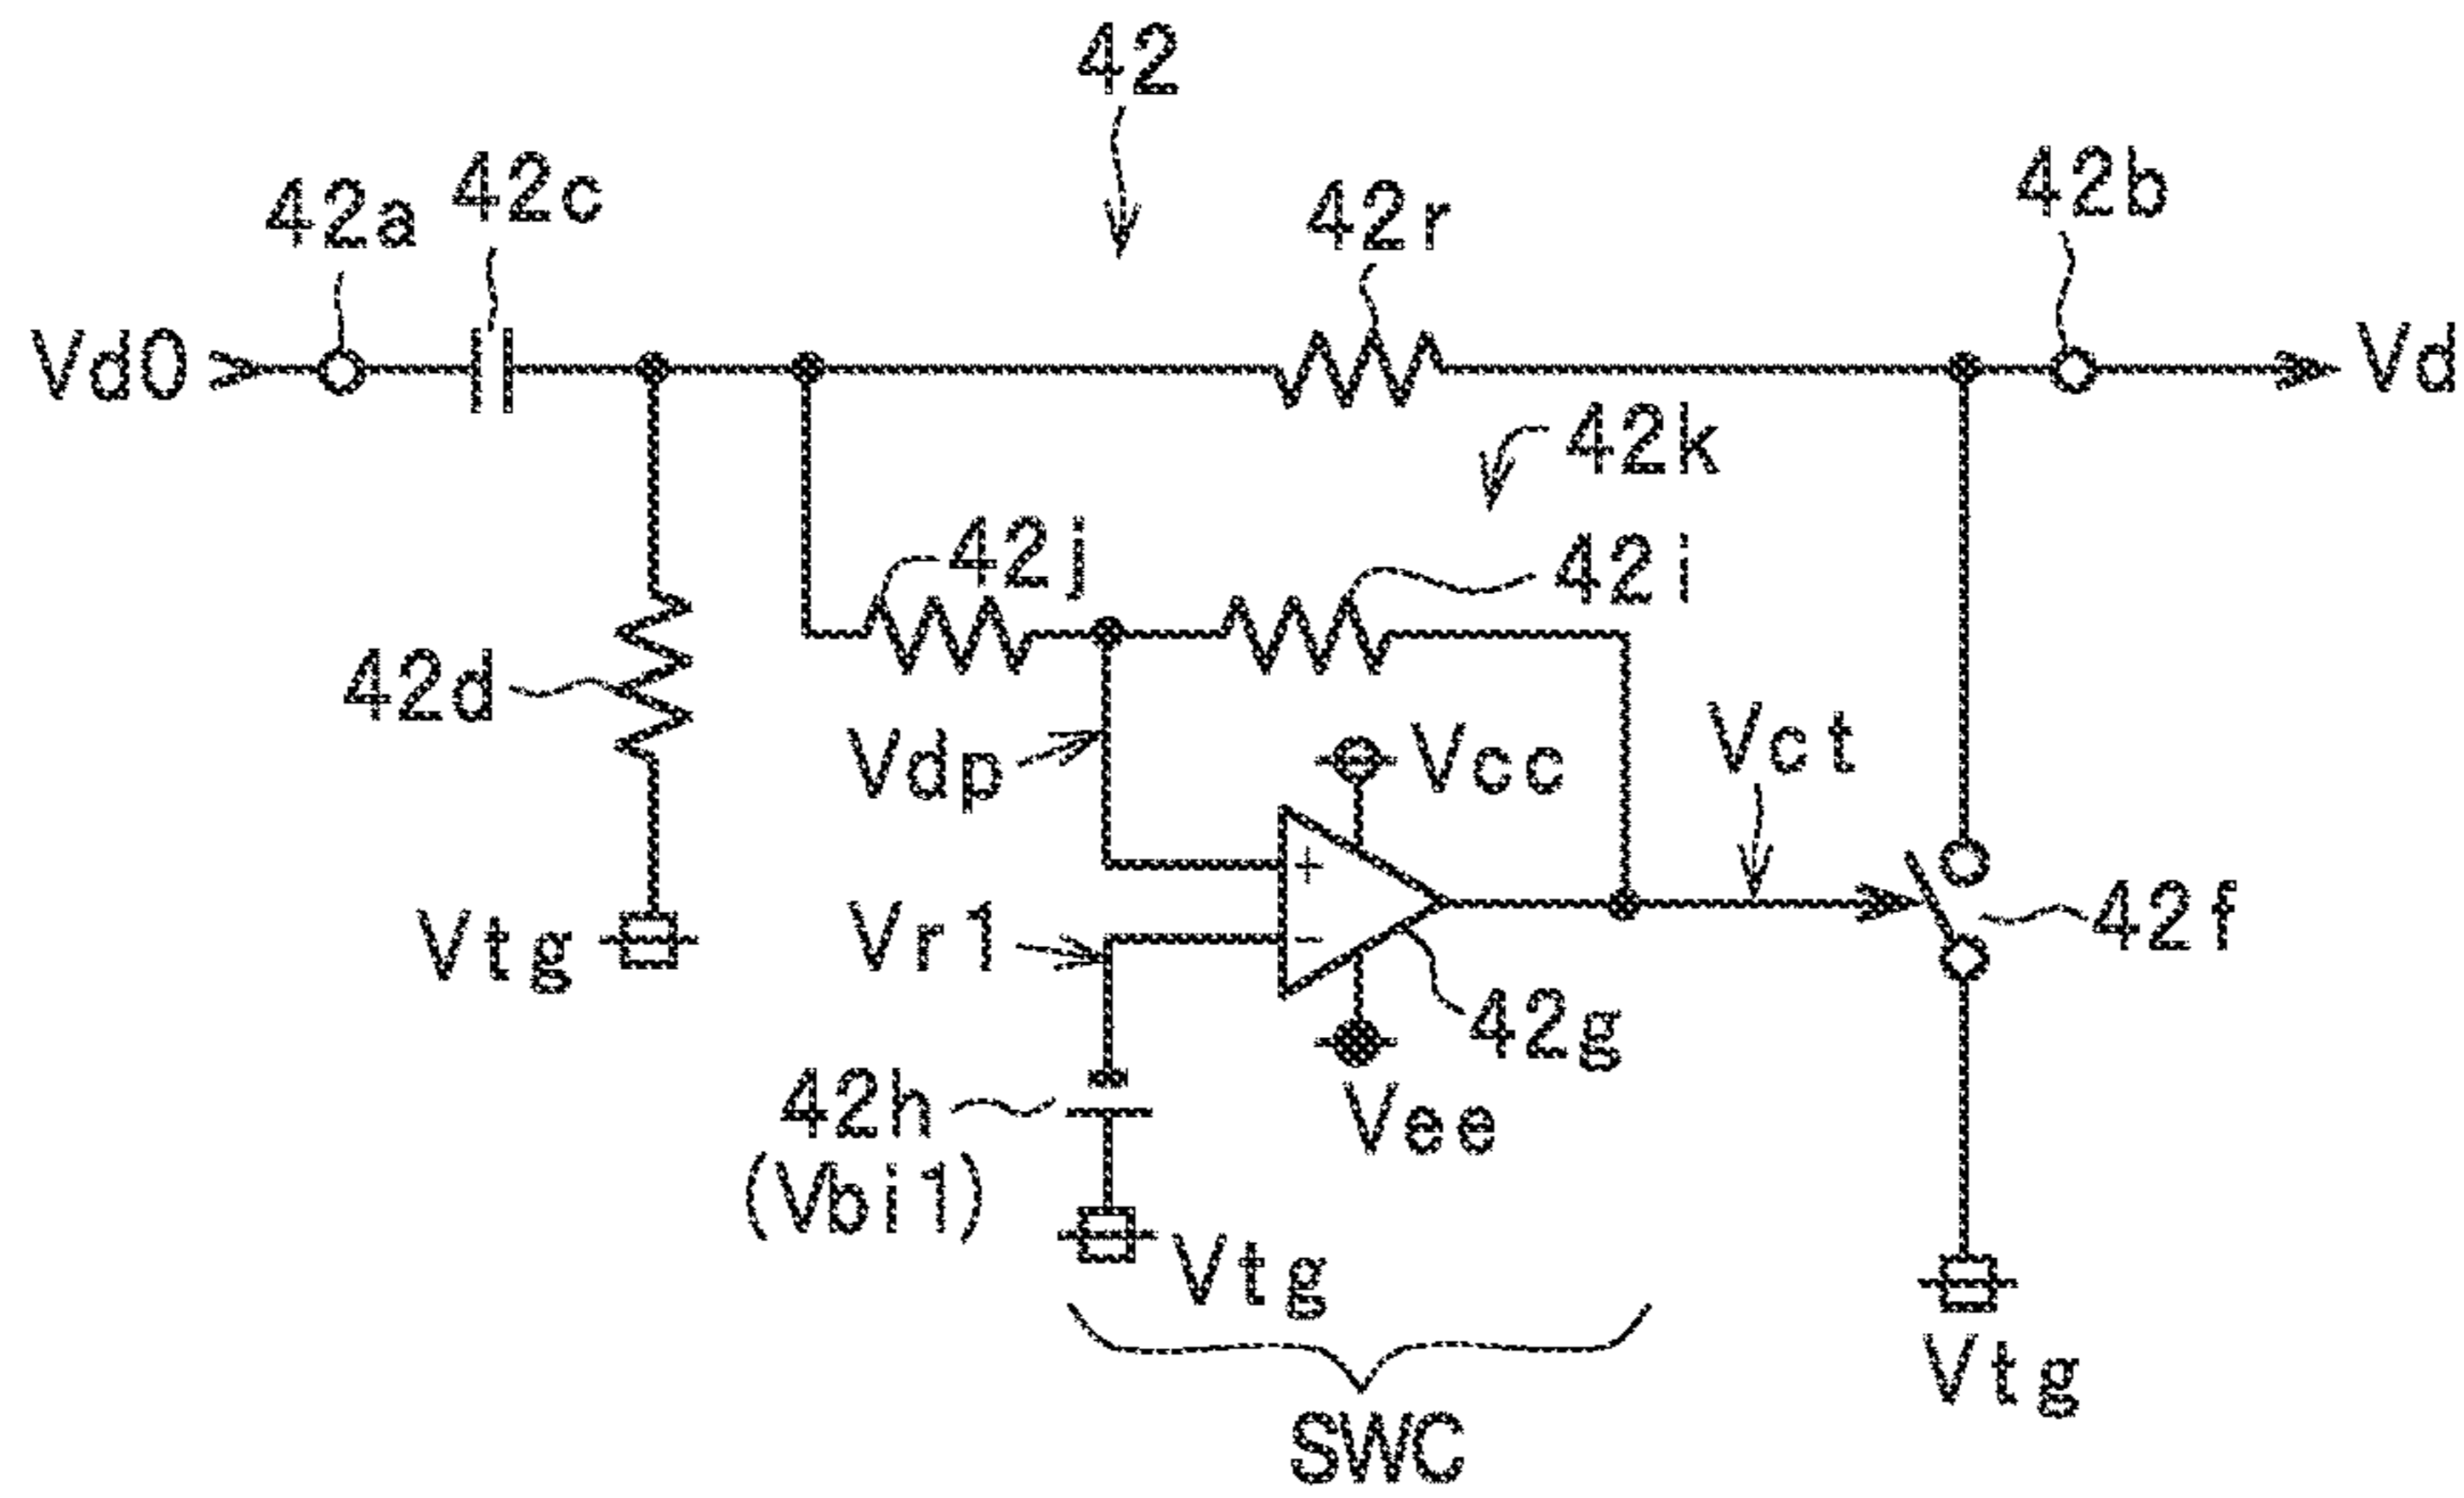 42
42a
42c
42r
42b
Vd0
Vd
42k
42j
42i
42d
Vdp
Vcc
Vct
+
Vtg
Vr1
-
42f
42g
42h
Vee
(Vbi1)
Vtg
Vtg
SWC